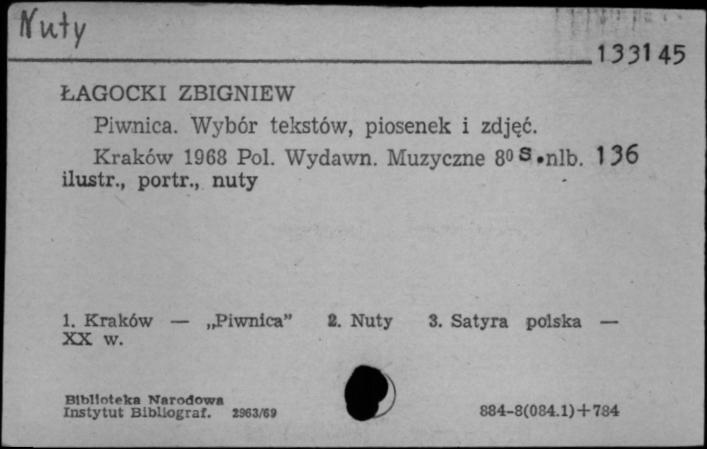 Nuty
133145
ŁAGOCKI ZBIGNIEW
Piwnica. Wybór tekstów, piosenek i zdjęć.
Kraków 1968 Pol. Wydawn. Muzyczne 8⁰ s.nlb. 136
ilustr., portr., nuty
1. Kraków — „Piwnica” 2. Nuty 3. Satyra polska —
XX w.
Biblioteka Narodowa
Instytut Bibliograf. 2963/69
884-8(084.1)+784